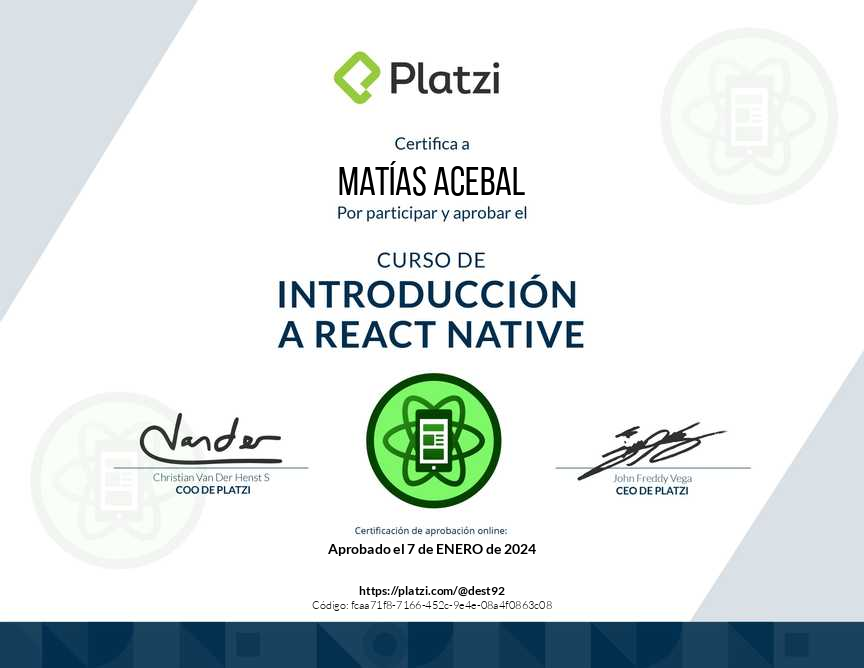 Platzi
Certifica a
MATÍAS ACEBAL
Por participar y aprobar el
CURSO DE
INTRODUCCIÓN
A REACT NATIVE
Vander
Christian Van Der Henst S
COO DE PLATZI
John Freddy Vega
CEO DE PLATZI
Certificación de aprobación online:
Aprobado el 7 de ENERO de 2024
https://platzi.com/@dest92
Código: fcaa71f8-7166-452c-9e4e-08a4f0863c08